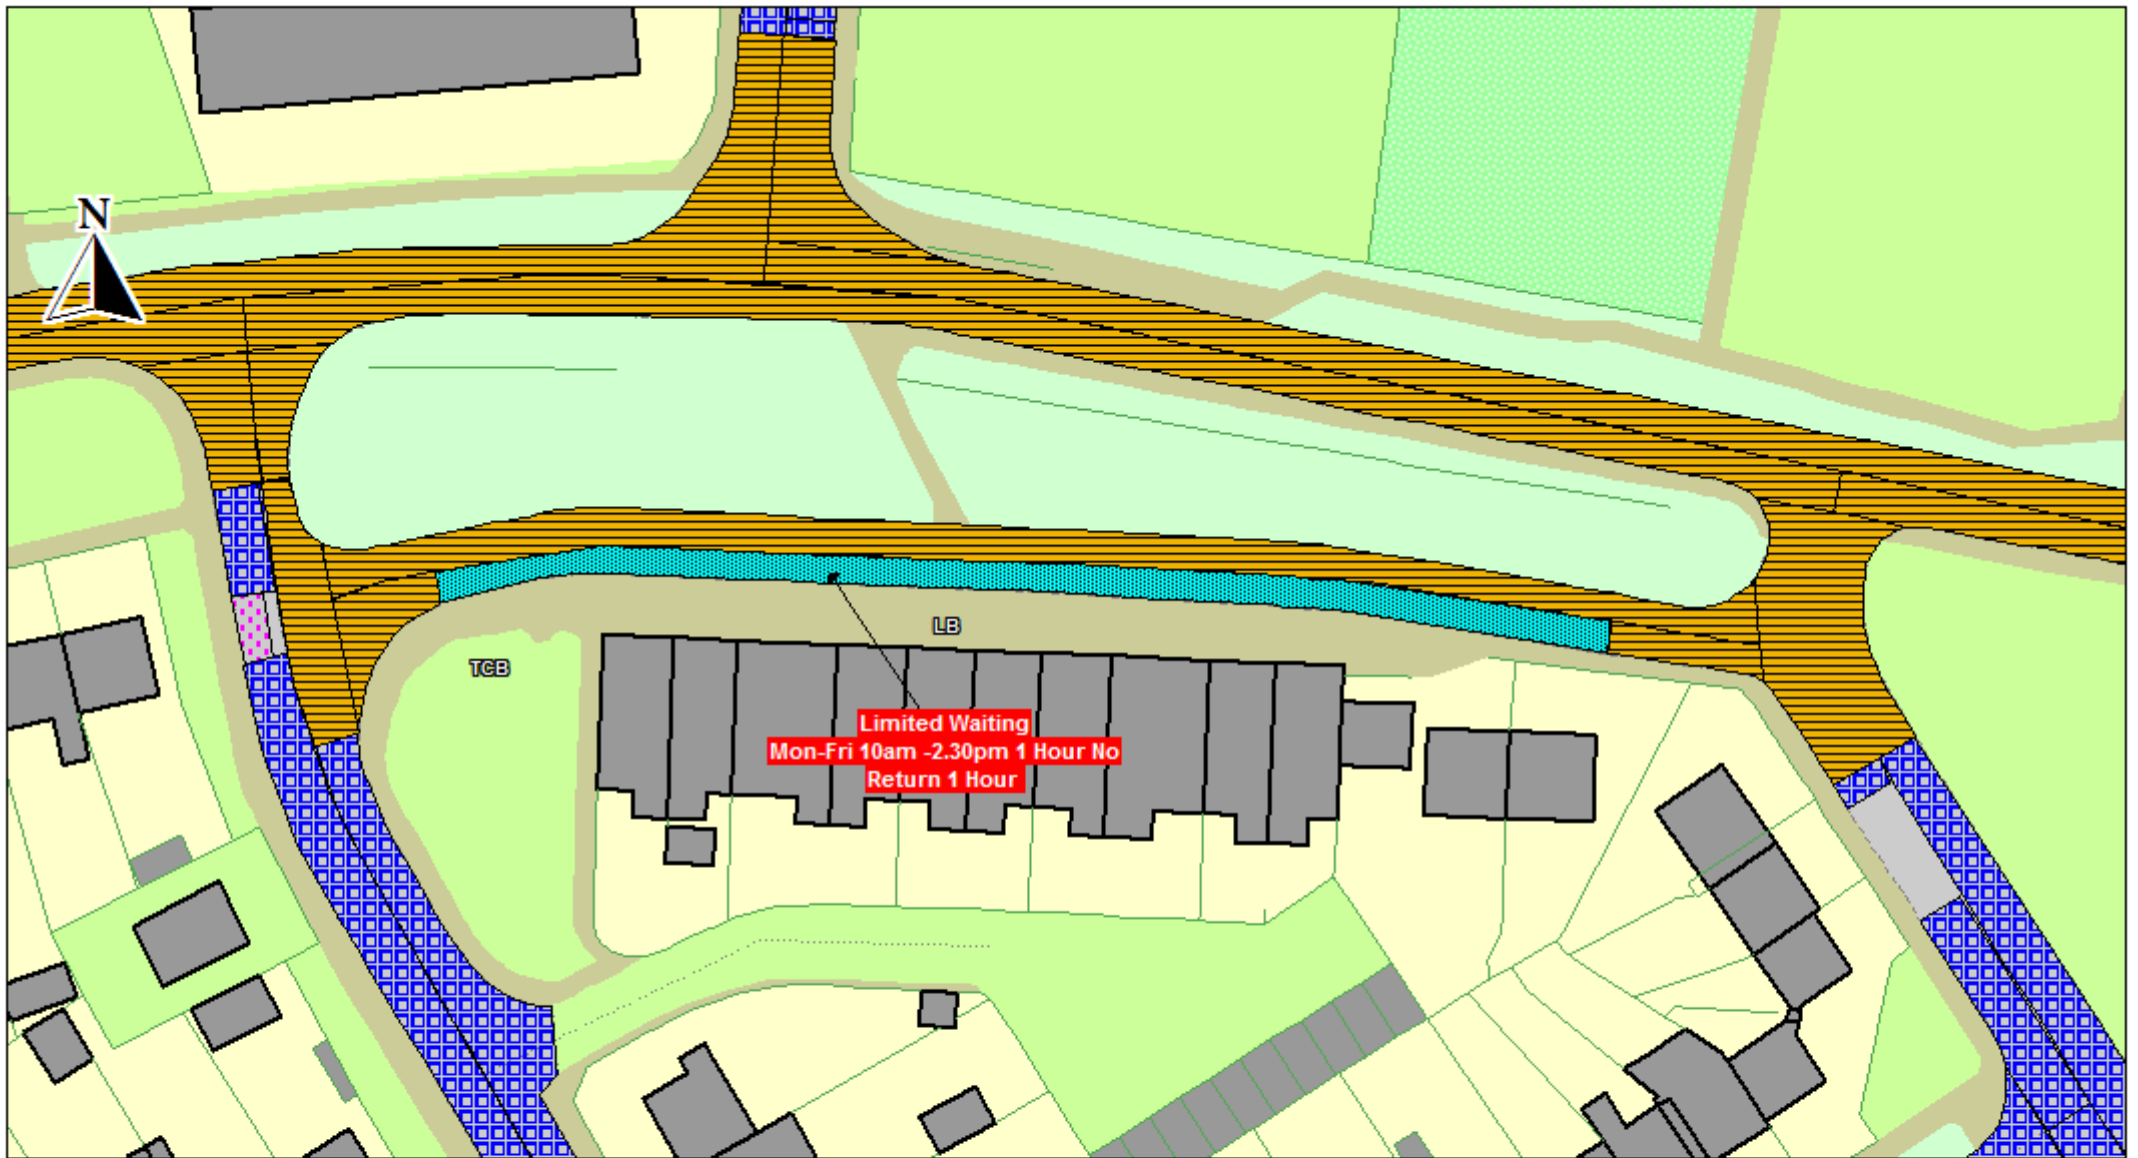 N
LB
TCB
Limited Waiting
Mon-Fri 10am -2.30pm 1 Hour No
Return 1 Hour